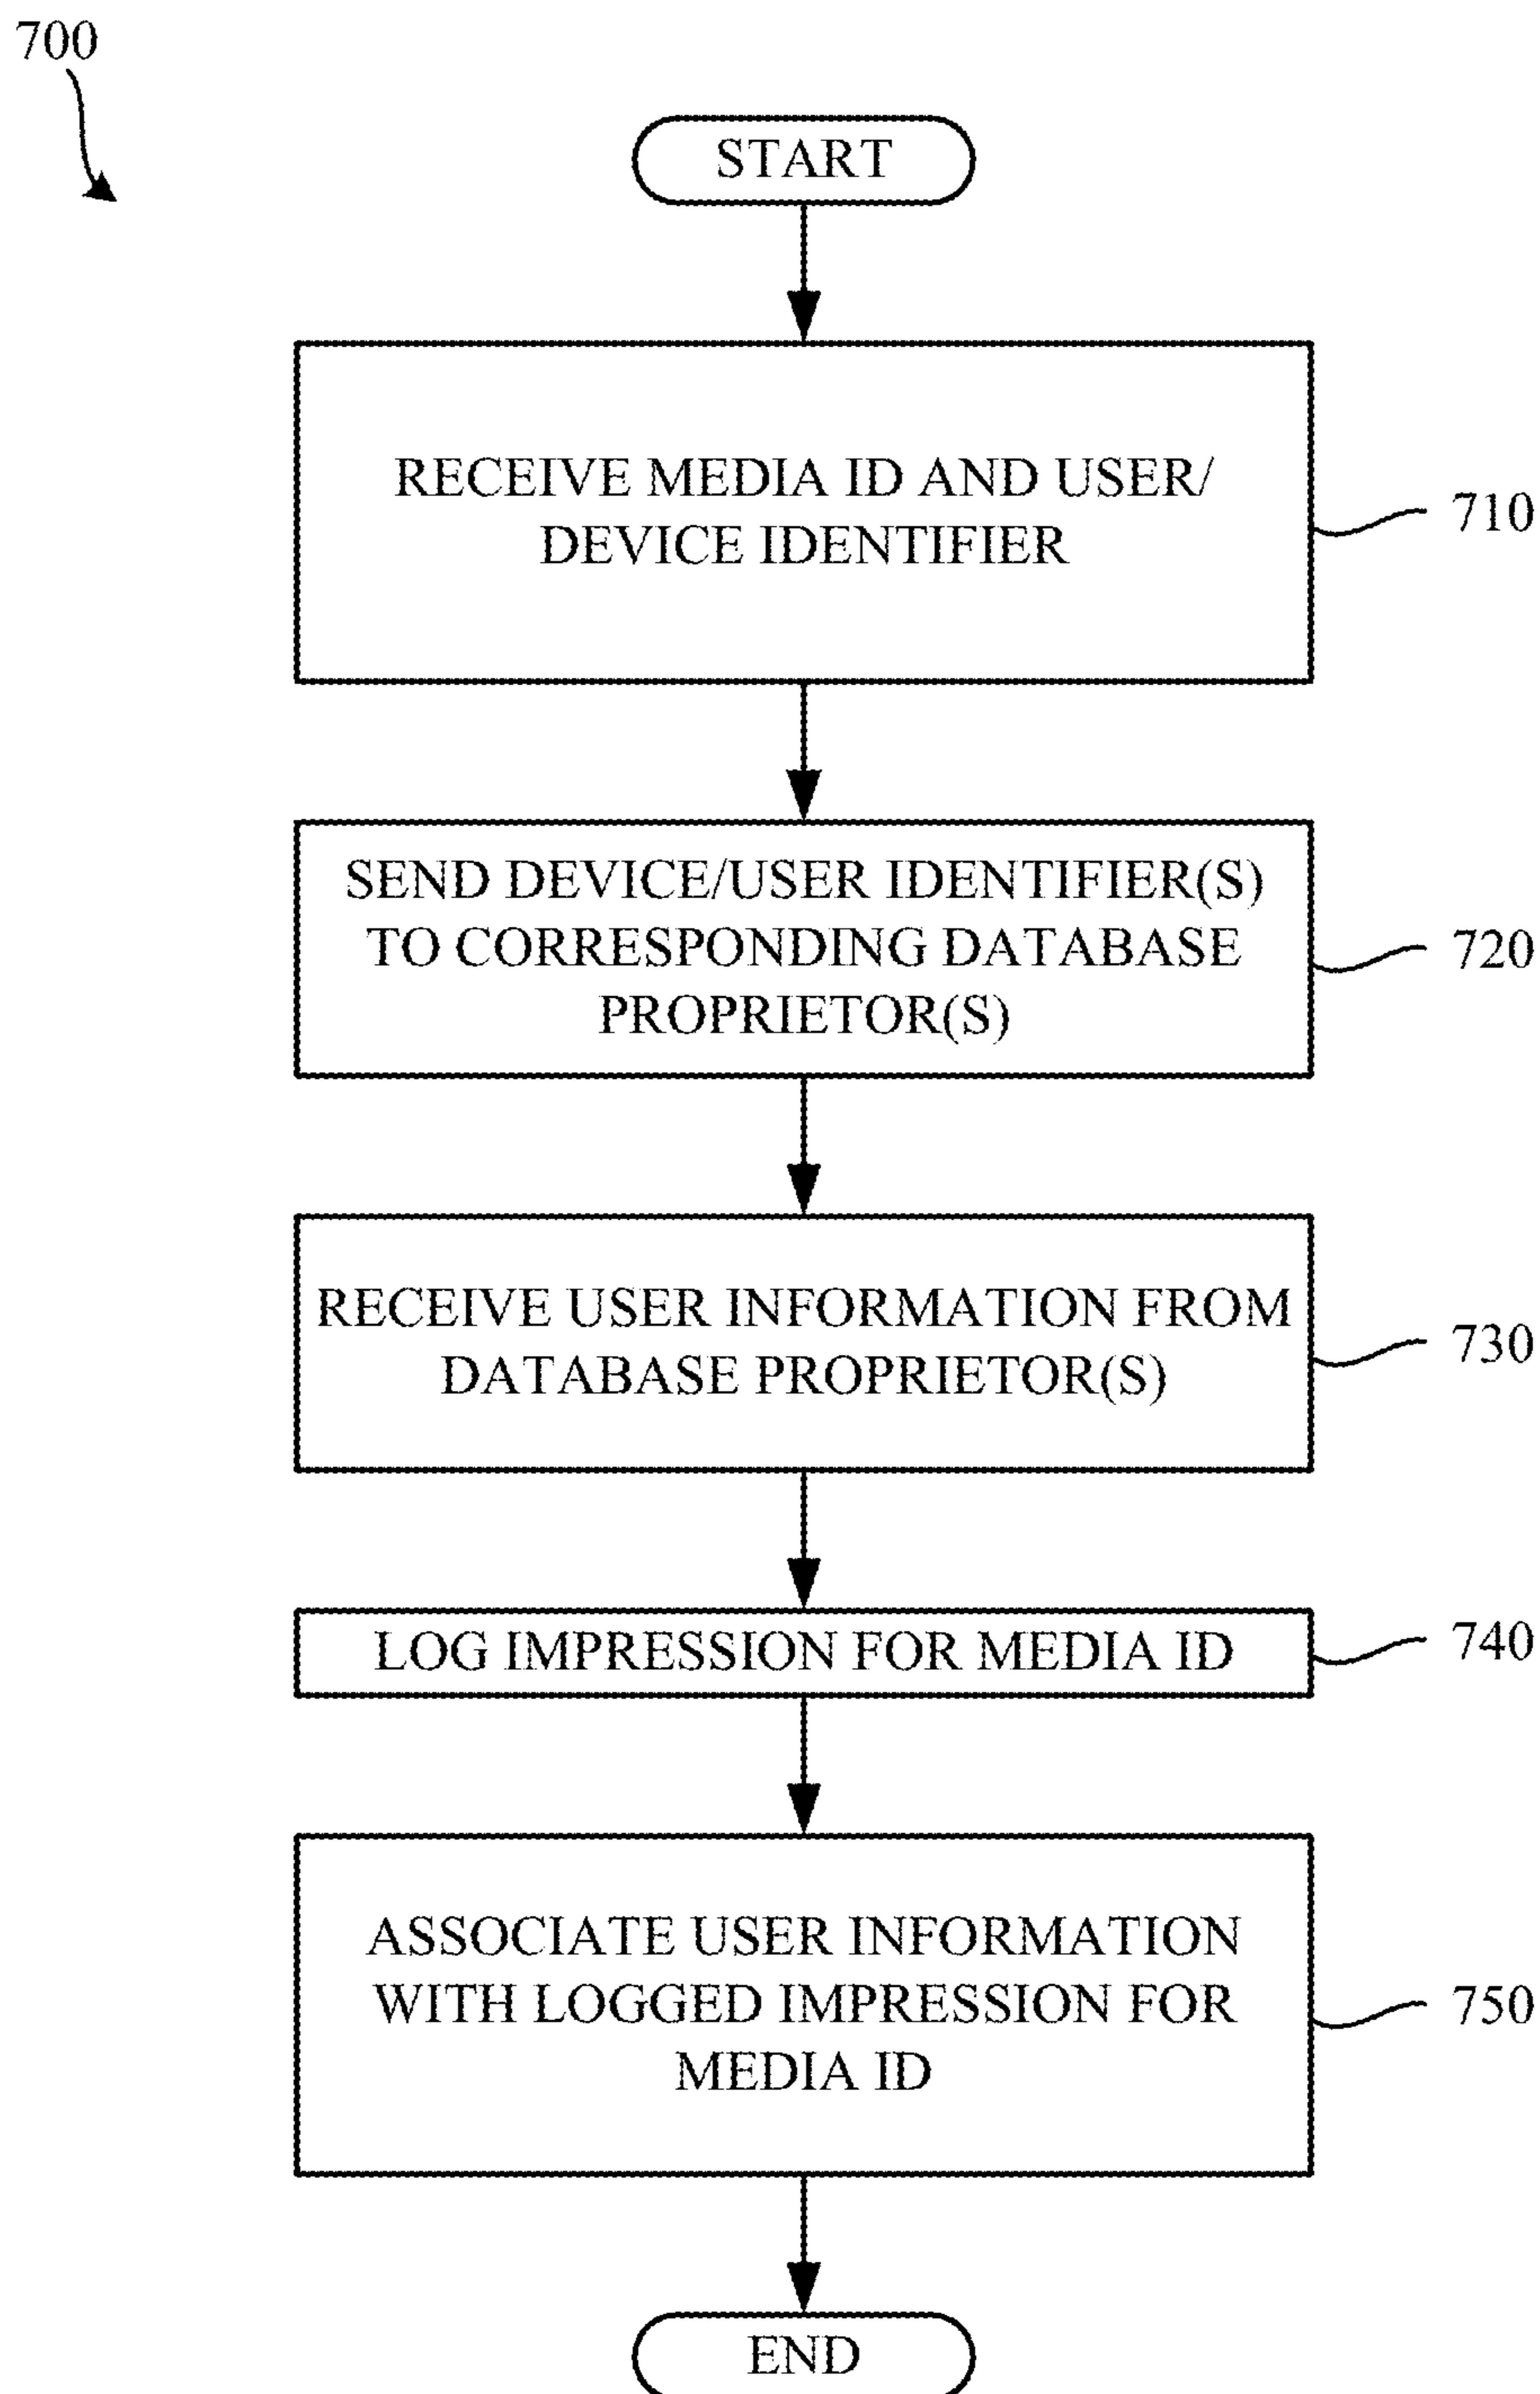 700
START
RECEIVE MEDIA ID AND USER/
DEVICE IDENTIFIER
710
SEND DEVICE/USER IDENTIFIER(S)
TO CORRESPONDING DATABASE
PROPRIETOR(S)
720
RECEIVE USER INFORMATION FROM
DATABASE PROPRIETOR(S)
730
LOG IMPRESSION FOR MEDIA ID
740
ASSOCIATE USER INFORMATION
WITH LOGGED IMPRESSION FOR
MEDIA ID
750
END